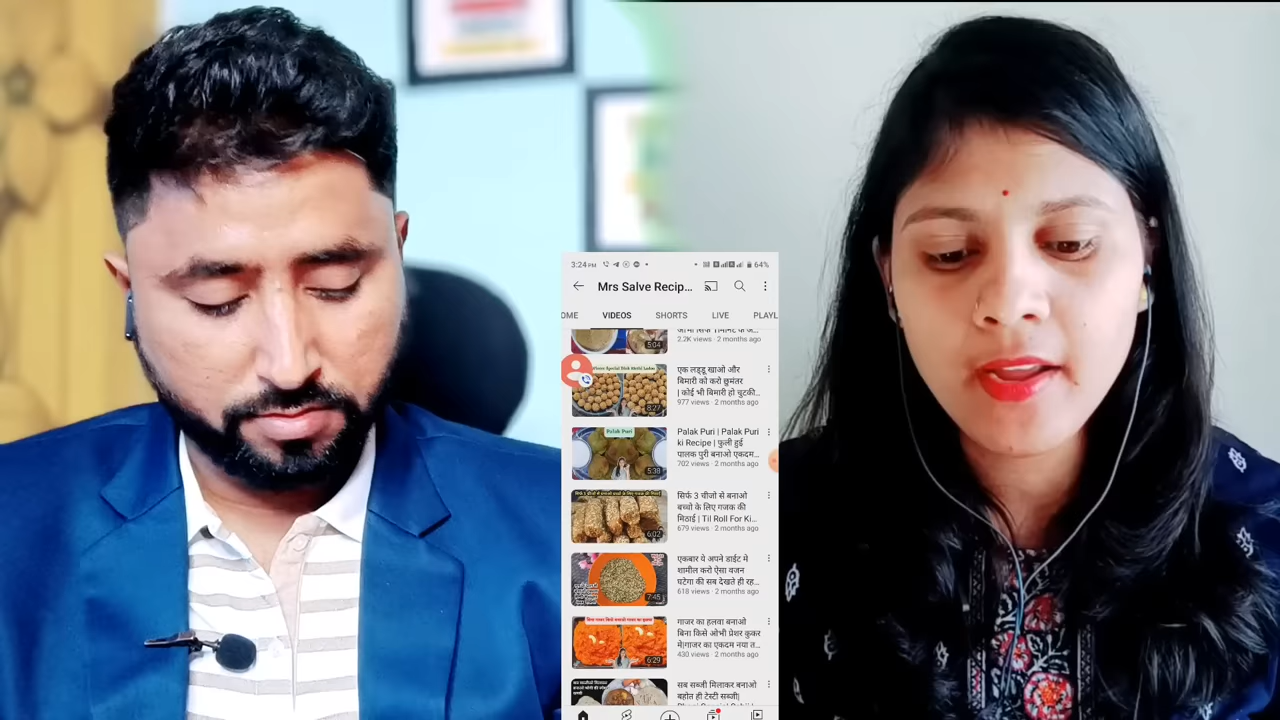 3:24 PM
64%
Mrs Salve Recip...
OME VIDEOS SHORTS LIVE PLAYL
5:04
2.2K views · 2 months ago
8:27
एक लड्डू खाओ और
बिमारी को करो छुमंतर
| कोई भी बिमारी हो चुटकी...
977 views · 2 months ago
Palak Puri
5:38
Palak Puri | Palak Puri
ki Recipe | फुली हुई
पालक पुरी बनाओ एकदम...
702 views · 2 months ago
6:02
सिर्फ 3 चीजो से बनाओ
बच्चो के लिए गजक की
मिठाई | Til Roll For Ki...
679 views · 2 months ago
7:45
एकबार ये अपने डाईट में
शामील करो ऐसा वजन
घटेगा की सब देखते ही रह...
618 views · 2 months ago
6:29
गाजर का हलवा बनाओ
बिना किसे ओभी प्रेशर कुकर
मे|गाजर का एकदम नया त...
430 views · 2 months ago
सब सब्जी मिलाकर बनाओ
बहोत ही टेस्टी सब्जी|